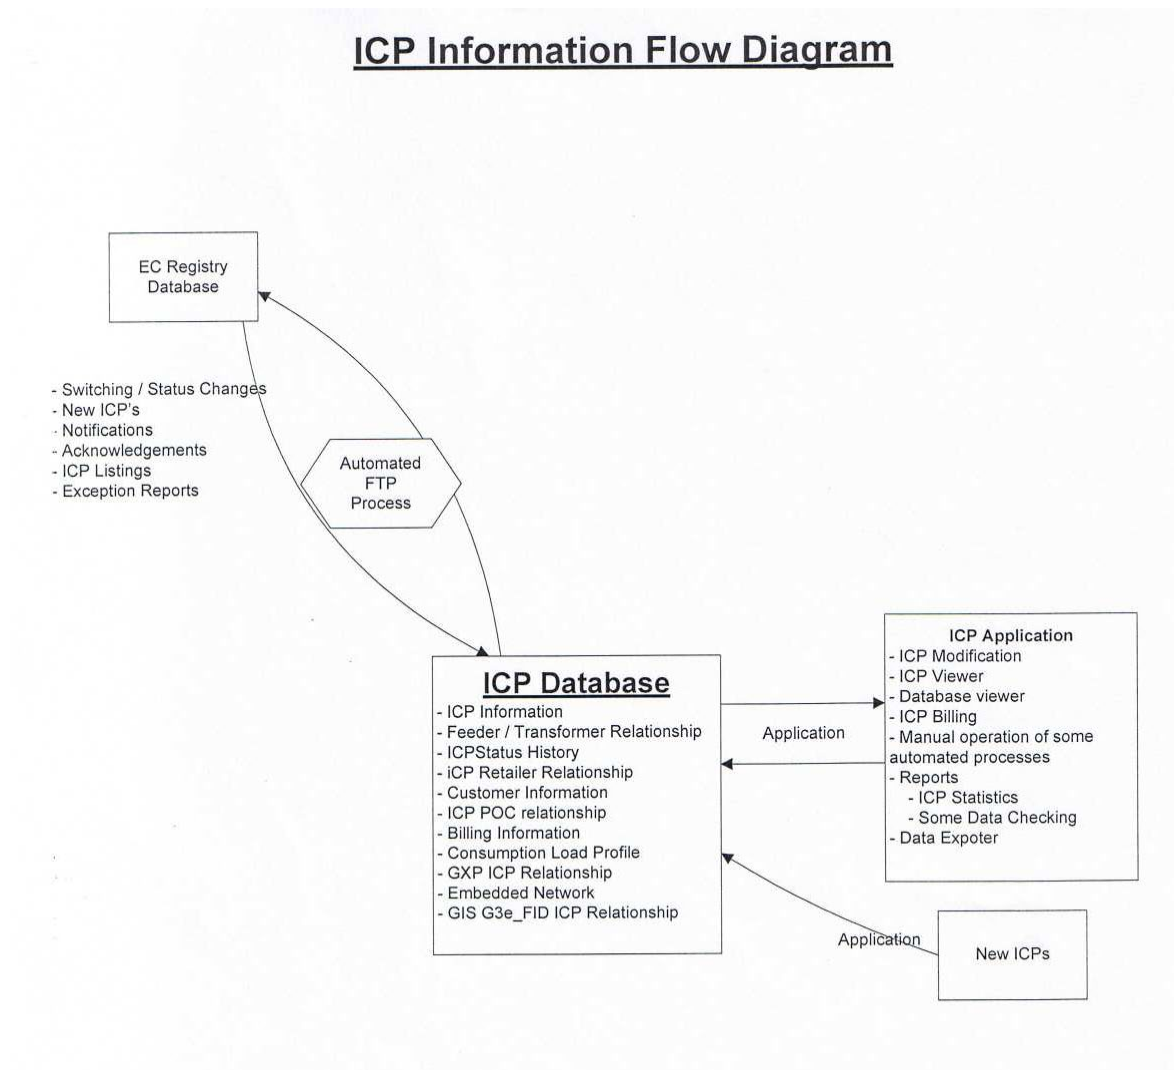 ICP Information Flow Diagram
EC Registry
Database
- Switching / Status Changes
- New ICP's
- Notifications
- Acknowledgements
- ICP Listings
- Exception Reports
Automated
FTP
Process
ICP Database
- ICP Information
- Feeder / Transformer Relationship
- ICPStatus History
- iCP Retailer Relationship
- Customer Information
- ICP POC relationship
- Billing Information
- Consumption Load Profile
- GXP ICP Relationship
- Embedded Network
- GIS G3e_FID ICP Relationship
Application
ICP Application
- ICP Modification
- ICP Viewer
- Database viewer
- ICP Billing
- Manual operation of some
automated processes
- Reports
- ICP Statistics
- Some Data Checking
- Data Expoter
Application
New ICPs